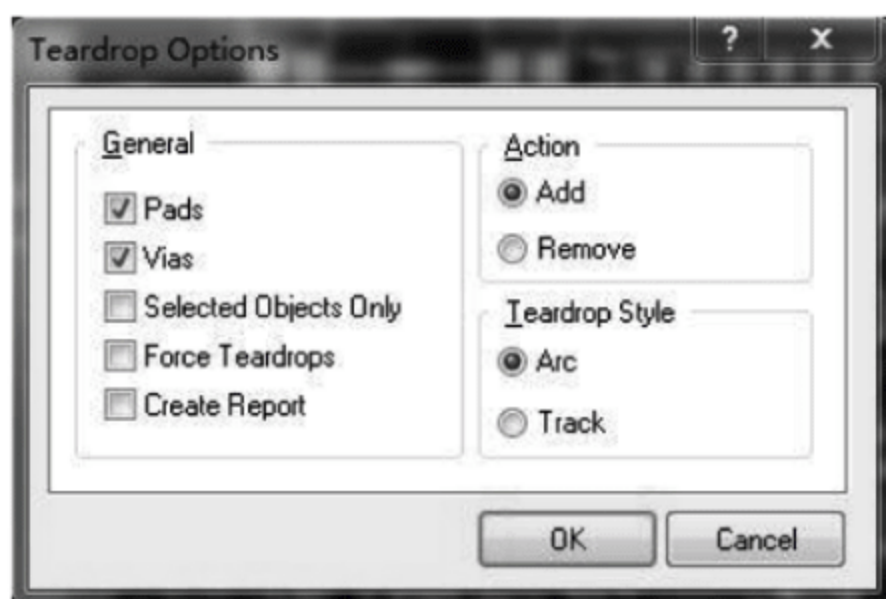 Teardrop Options
? x
General
Pads
Vias
Selected Objects Only
Force Teardrops
Create Report
Action
Add
Remove
Teardrop Style
Arc
Track
OK
Cancel